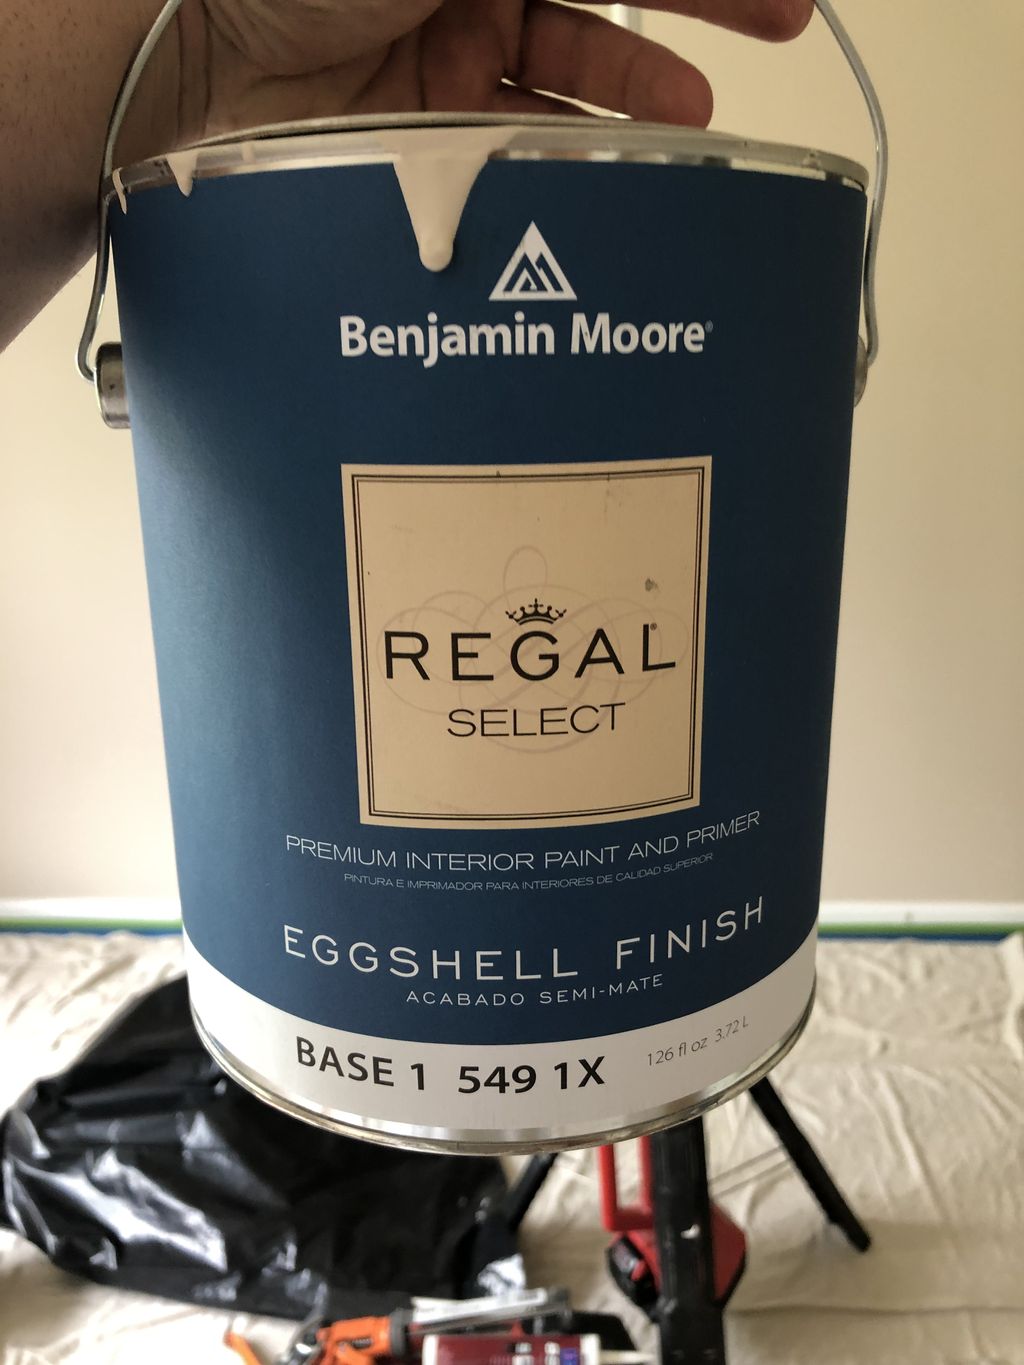 Benjamin Moore®
REGAL®
SELECT
PREMIUM INTERIOR PAINT AND PRIMER
PINTURA E IMPRIMADOR PARA INTERIORES DE CALIDAD SUPERIOR
EGGSHELL FINISH
ACABADO SEMI-MATE
BASE 1 549 1X 126 fl oz 3.72 L